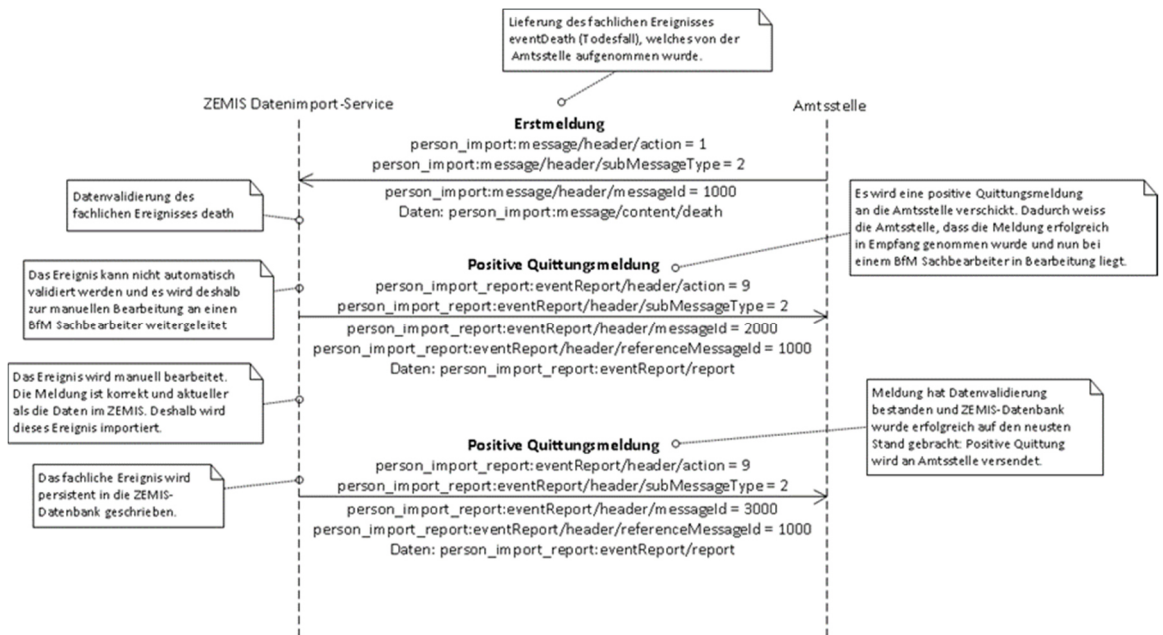 Lieferung des fachlichen Ereignisses
eventDeath (Todesfall), welches von der
Amtsstelle aufgenommen wurde.
ZEMIS Datenimport-Service
Amtsstelle
Erstmeldung
person_import:message/header/action = 1
person_import:message/header/subMessageType = 2
person_import:message/header/messageId = 1000
Daten: person_import:message/content/death
Datenvalidierung des
fachlichen Ereignisses death
Es wird eine positive Quittungsmeldung
an die Amtsstelle verschickt. Dadurch weiss
die Amtsstelle, dass die Meldung erfolgreich
in Empfang genommen wurde und nun bei
einem BfM Sachbearbeiter in Bearbeitung liegt.
Das Ereignis kann nicht automatisch
validiert werden und es wird deshalb
zur manuellen Bearbeitung an einen
BfM Sachbearbeiter weitergeleitet
Positive Quittungsmeldung
person_import_report:eventReport/header/action = 9
person_import_report:eventReport/header/subMessageType = 2
person_import_report:eventReport/header/messageId = 2000
person_import_report:eventReport/header/referenceMessageId = 1000
Daten: person_import_report:eventReport/report
Das Ereignis wird manuell bearbeitet.
Die Meldung ist korrekt und aktueller
als die Daten im ZEMIS. Deshalb wird
dieses Ereignis importiert.
Meldung hat Datenvalidierung
bestanden und ZEMIS-Datenbank
wurde erfolgreich auf den neusten
Stand gebracht: Positive Quittung
wird an Amtsstelle versendet.
Positive Quittungsmeldung
person_import_report:eventReport/header/action = 9
person_import_report:eventReport/header/subMessageType = 2
person_import_report:eventReport/header/messageId = 3000
person_import_report:eventReport/header/referenceMessageId = 1000
Daten: person_import_report:eventReport/report
Das fachliche Ereignis wird
persistent in die ZEMIS-
Datenbank geschrieben.